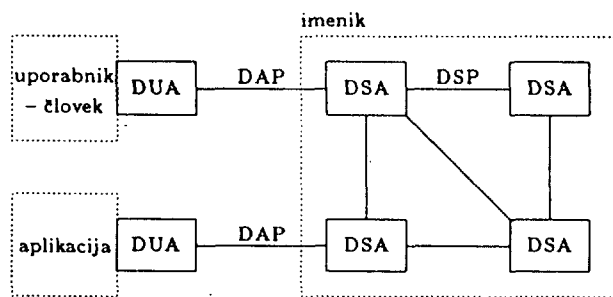 imenik
uporabnik
– človek
DUA
DAP
DSA
DSP
DSA
aplikacija
DUA
DAP
DSA
DSA